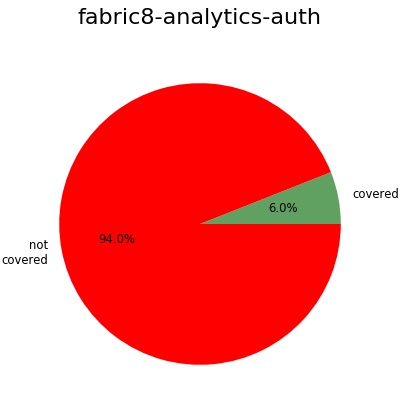 fabric8-analytics-auth
covered
6.0%
94.0%
not
covered